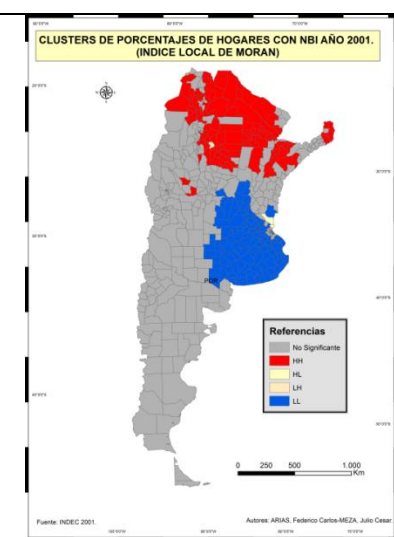 CLUSTERS DE PORCENTAJES DE HOGARES CON NBI AÑO 2001.
(INDICE LOCAL DE MORAN)
Referencias
No Significante
HH
HL
LH
LL
0 250 500 1.000
Km
Fuente: INDEC 2001.
Autores: ARIAS, Federico Carlos-MEZA, Julio Cesar